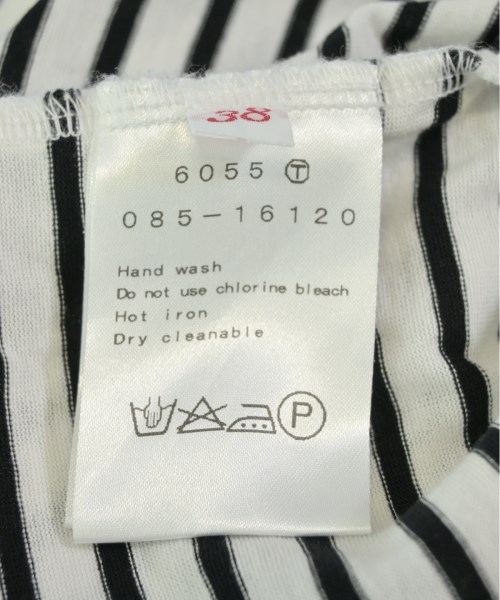 38
6055 Ⓣ
085-16120
Hand wash
Do not use chlorine bleach
Hot iron
Dry cleanable
P